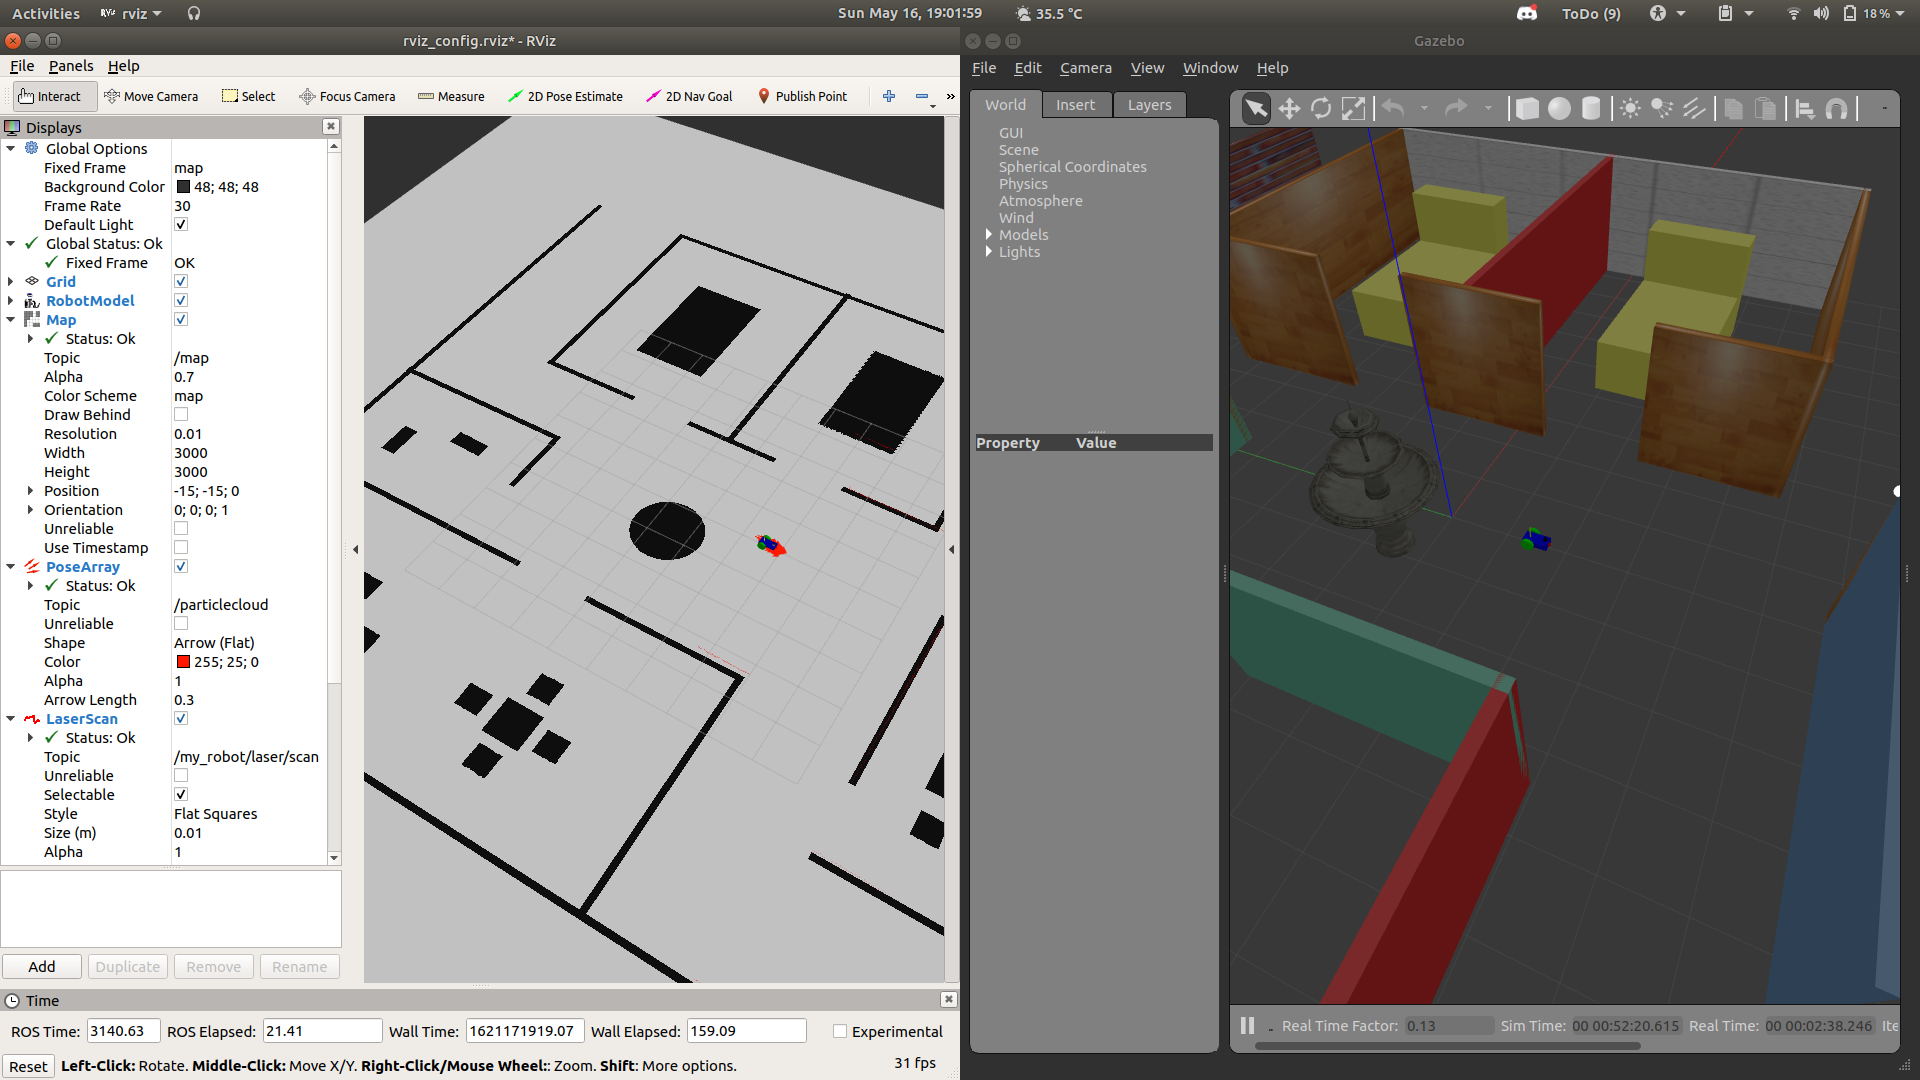 Activities rviz Sun May 16, 19:01:59 35.5 °C ToDo (9) 18 %
rviz_config.rviz* - RViz
File Panels Help
Interact Move Camera Select Focus Camera Measure 2D Pose Estimate 2D Nav Goal Publish Point »
Displays
Global Options
Fixed Frame map
Background Color 48; 48; 48
Frame Rate 30
Default Light
Global Status: Ok
Fixed Frame OK
Grid
RobotModel
Map
Status: Ok
Topic /map
Alpha 0.7
Color Scheme map
Draw Behind
Resolution 0.01
Width 3000
Height 3000
Position -15; -15; 0
Orientation 0; 0; 0; 1
Unreliable
Use Timestamp
PoseArray
Status: Ok
Topic /particlecloud
Unreliable
Shape Arrow (Flat)
Color 255; 25; 0
Alpha 1
Arrow Length 0.3
LaserScan
Status: Ok
Topic /my_robot/laser/scan
Unreliable
Selectable
Style Flat Squares
Size (m) 0.01
Alpha 1
Add Duplicate Remove Rename
Time
ROS Time: 3140.63 ROS Elapsed: 21.41 Wall Time: 1621171919.07 Wall Elapsed: 159.09 Experimental
Reset Left-Click: Rotate. Middle-Click: Move X/Y. Right-Click/Mouse Wheel:: Zoom. Shift: More options. 31 fps
Gazebo
File Edit Camera View Window Help
World Insert Layers
GUI
Scene
Spherical Coordinates
Physics
Atmosphere
Wind
Models
Lights
Property Value
Real Time Factor: 0.13 Sim Time: 00 00:52:20.615 Real Time: 00 00:02:38.246 Ite